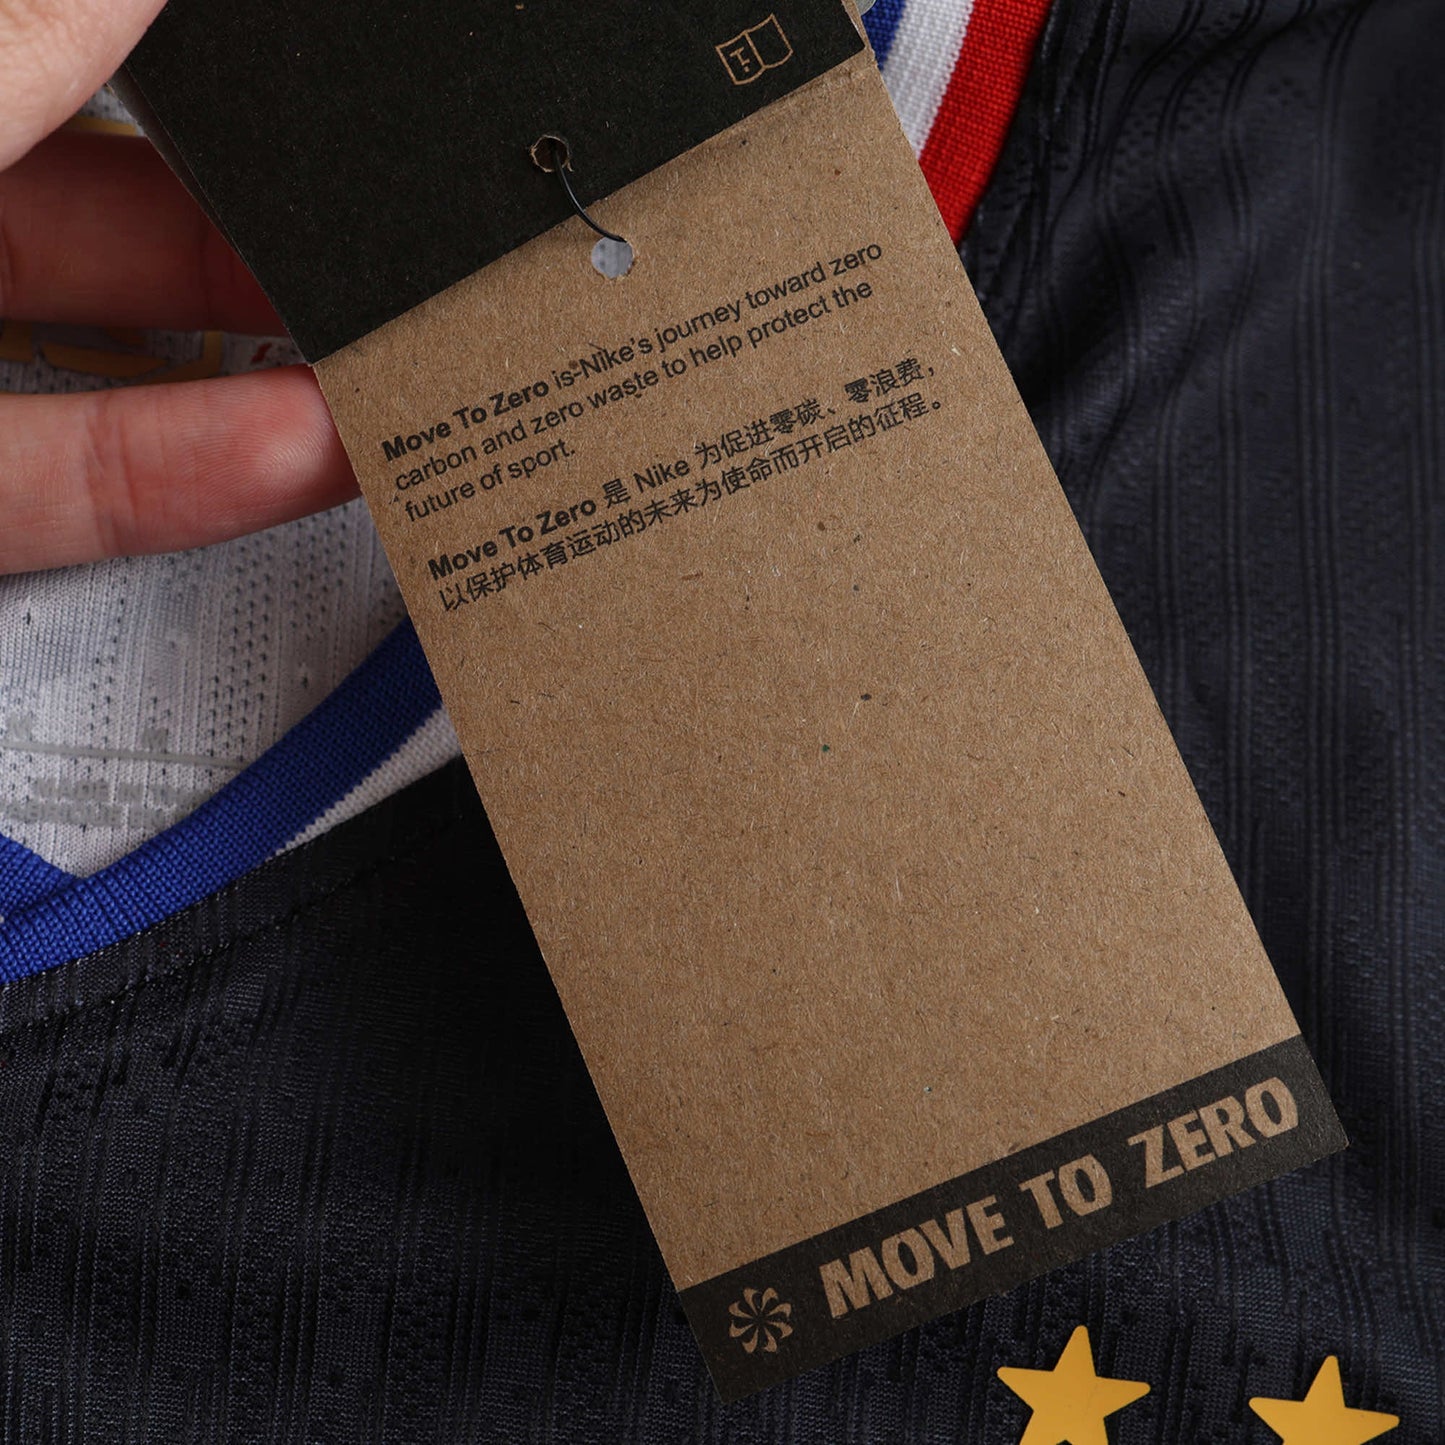 Move To Zero is Nike's journey toward zero
carbon and zero waste to help protect the
future of sport.
Move To Zero 是 Nike 为促进零碳、零浪费，
以保护体育运动的未来为使命而开启的征程。
MOVE TO ZERO